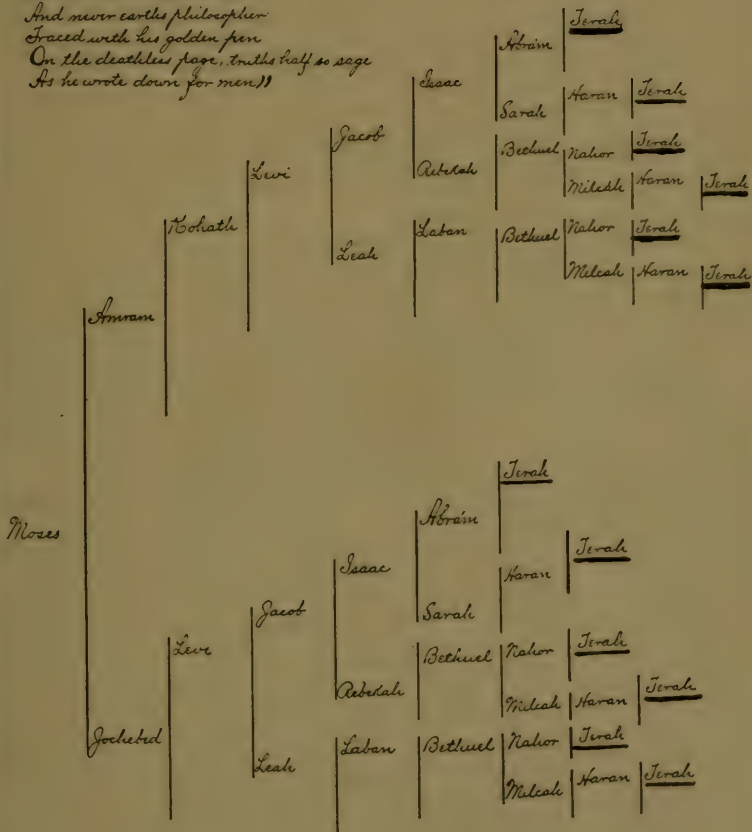 And never earths philosopher
Traced with his golden pen
On the deathless page, truths half so sage
As he wrote down for men"
Terah
Abram
Isaac
Haran Terah
Sarah
Jacob
Bethuel Nahor Terah
Levi
Rebekah
Milcah Haran Terah
Kohath
Laban
Bethuel Nahor Terah
Leah
Milcah Haran Terah
Amram
Terah
Abram
Moses
Terah
Isaac
Haran
Jacob
Sarah
Levi
Bethuel Nahor Terah
Rebekah
Milcah Haran Terah
Jochebed
Laban Bethuel Nahor Terah
Leah
Milcah Haran Terah